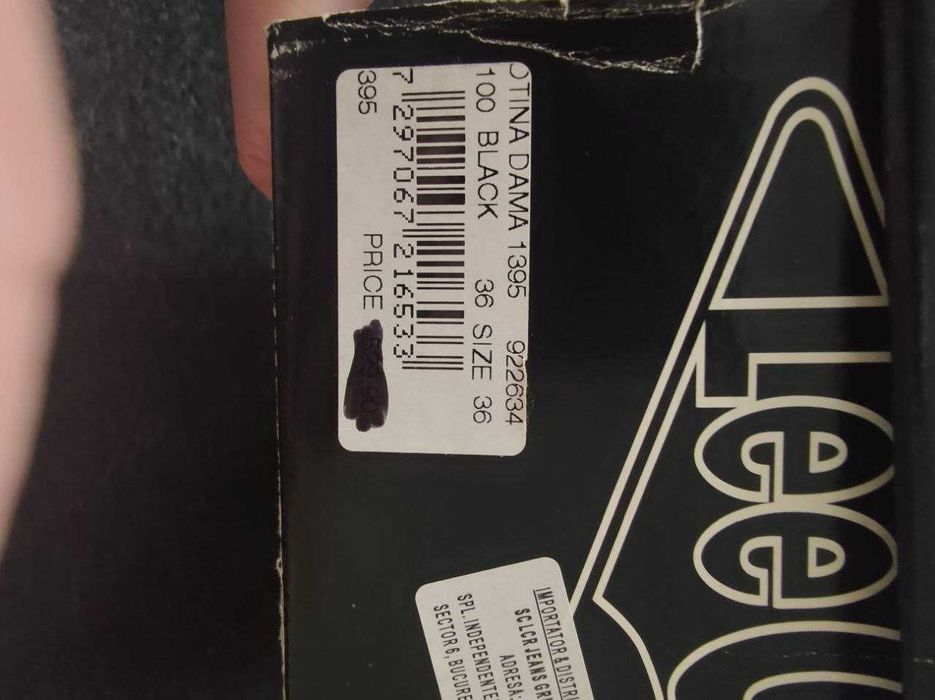 OTINA DAMA 1395 922634
100 BLACK 36 SIZE 36
7 297067 216533
395 PRICE
Lee
IMPORTATOR & DISTRI
SC LCR JEANS GR
ADRESA:
SPL.INDEPENDENTE
SECTOR 6, BUCURE